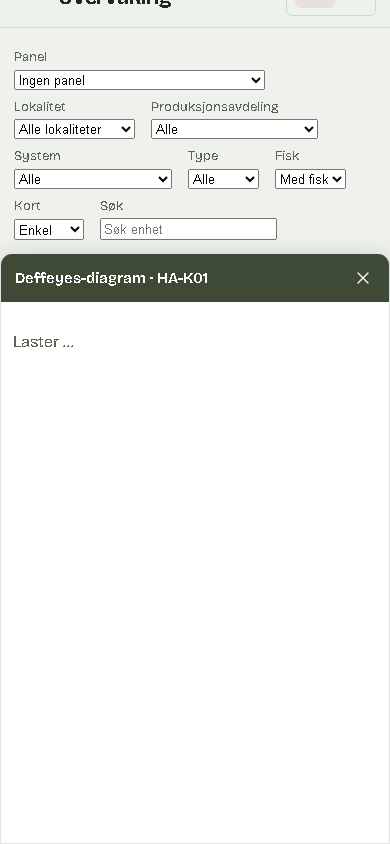 Overvåking
Panel
Ingen panel
Lokalitet Produksjonsavdeling
Alle lokaliteter Alle
System Type Fisk
Alle Alle Med fisk
Kort Søk
Enkel Søk enhet
Deffeyes-diagram · HA-K01
Laster ...